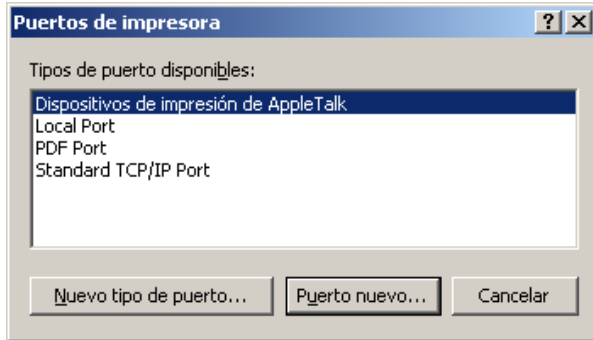 Puertos de impresora
Tipos de puerto disponibles:
Dispositivos de impresión de AppleTalk
Local Port
PDF Port
Standard TCP/IP Port
Nuevo tipo de puerto... Puerto nuevo... Cancelar